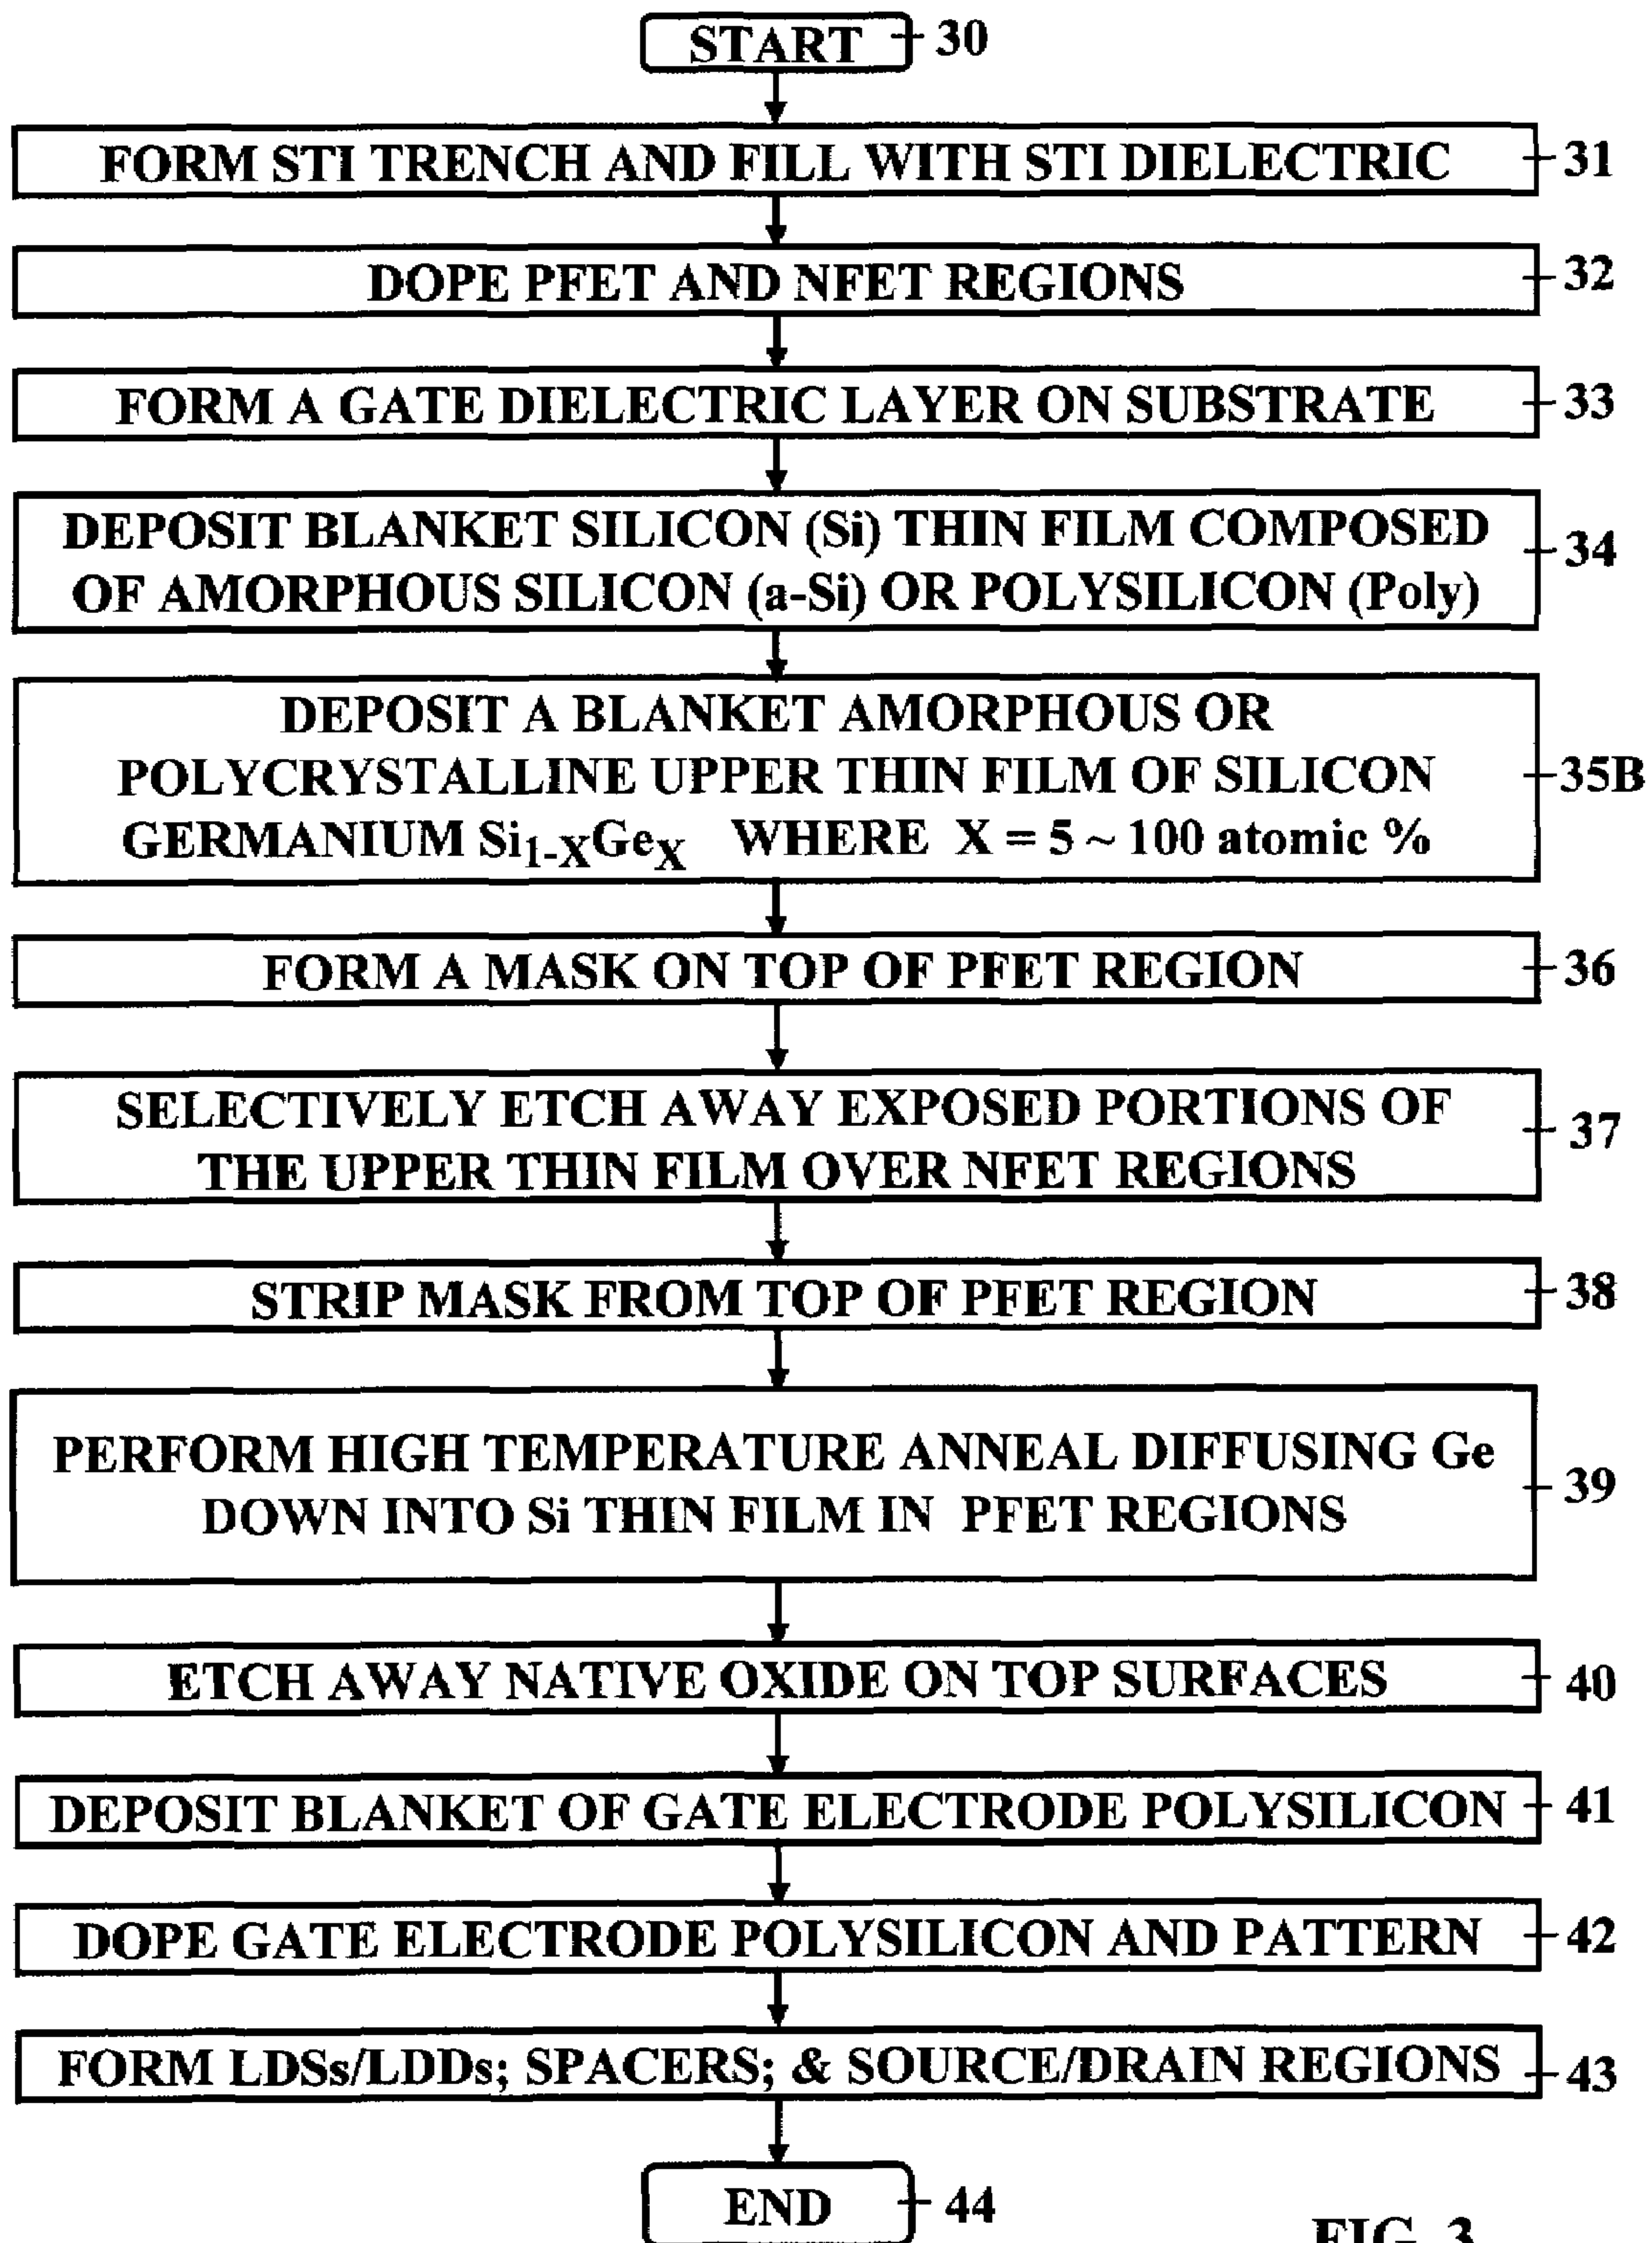 START 30
FORM STI TRENCH AND FILL WITH STI DIELECTRIC 31
DOPE PFET AND NFET REGIONS 32
FORM A GATE DIELECTRIC LAYER ON SUBSTRATE 33
DEPOSIT BLANKET SILICON (Si) THIN FILM COMPOSED
OF AMORPHOUS SILICON (a-Si) OR POLYSILICON (Poly)
34
DEPOSIT A BLANKET AMORPHOUS OR
POLYCRYSTALLINE UPPER THIN FILM OF SILICON
GERMANIUM Si1-XGeX WHERE X = 5 ~ 100 atomic %
35B
FORM A MASK ON TOP OF PFET REGION 36
SELECTIVELY ETCH AWAY EXPOSED PORTIONS OF
THE UPPER THIN FILM OVER NFET REGIONS
37
STRIP MASK FROM TOP OF PFET REGION 38
PERFORM HIGH TEMPERATURE ANNEAL DIFFUSING Ge
DOWN INTO Si THIN FILM IN PFET REGIONS
39
ETCH AWAY NATIVE OXIDE ON TOP SURFACES 40
DEPOSIT BLANKET OF GATE ELECTRODE POLYSILICON 41
DOPE GATE ELECTRODE POLYSILICON AND PATTERN 42
FORM LDSs/LDDs; SPACERS; & SOURCE/DRAIN REGIONS 43
END 44
FIG. 3